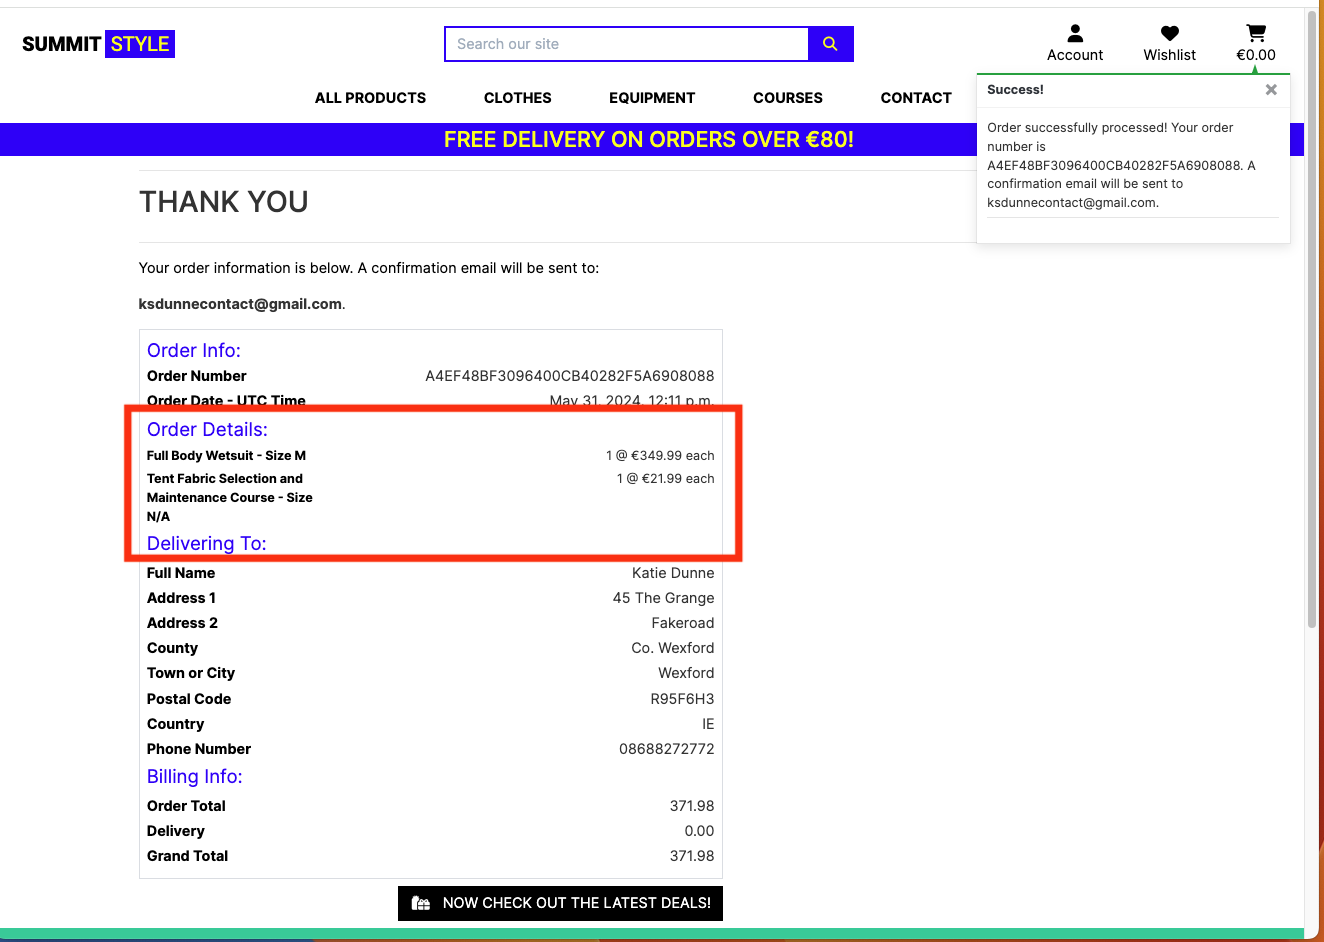 SUMMIT STYLE
Search our site
Account
Wishlist
€0.00
ALL PRODUCTS
CLOTHES
EQUIPMENT
COURSES
CONTACT
FREE DELIVERY ON ORDERS OVER €80!
Success!
Order successfully processed! Your order
number is
A4EF48BF3096400CB40282F5A6908088. A
confirmation email will be sent to
ksdunnecontact@gmail.com.
THANK YOU
Your order information is below. A confirmation email will be sent to:
ksdunnecontact@gmail.com.
Order Info:
Order Number A4EF48BF3096400CB40282F5A6908088
Order Date - UTC Time May 31, 2024, 12:11 p.m.
Order Details:
Full Body Wetsuit - Size M 1 @ €349.99 each
Tent Fabric Selection and 1 @ €21.99 each
Maintenance Course - Size
N/A
Delivering To:
Full Name Katie Dunne
Address 1 45 The Grange
Address 2 Fakeroad
County Co. Wexford
Town or City Wexford
Postal Code R95F6H3
Country IE
Phone Number 08688272772
Billing Info:
Order Total 371.98
Delivery 0.00
Grand Total 371.98
NOW CHECK OUT THE LATEST DEALS!